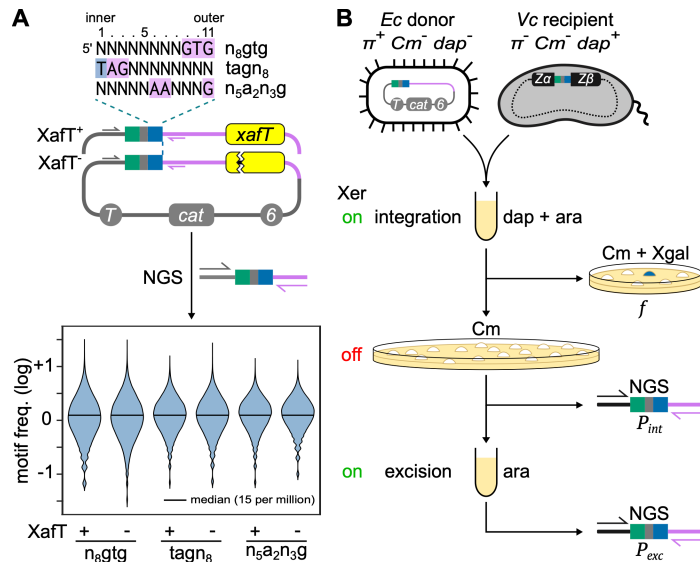 A
inner outer
1 . . . . 5 . . . . . 11
5' NNNNNNNNGTG n8gtg
TAGNNNNNNNN tagn8
NNNNNAANNNG n5a2n3g
XafT+ xafT
XafT-
T cat 6
NGS
motif freq. (log)
+1
0
-1
median (15 per million)
XafT + - + - + -
n8gtg tagn8 n5a2n3g
B
Ec donor Vc recipient
π+ Cm- dap- π- Cm- dap+
Zα Zβ
T cat 6
Xer
on integration dap + ara
Cm + Xgal
f
Cm
off
NGS
Pint
on excision ara
NGS
Pexc